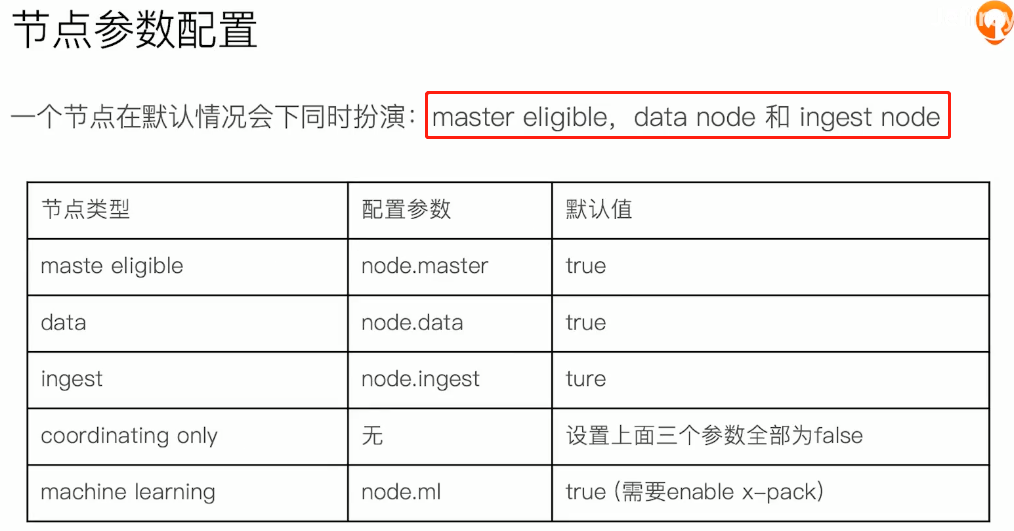 节点参数配置
一个节点在默认情况会下同时扮演：master eligible，data node 和 ingest node
节点类型 配置参数 默认值
maste eligible node.master true
data node.data true
ingest node.ingest ture
coordinating only 无 设置上面三个参数全部为false
machine learning node.ml true (需要enable x-pack)